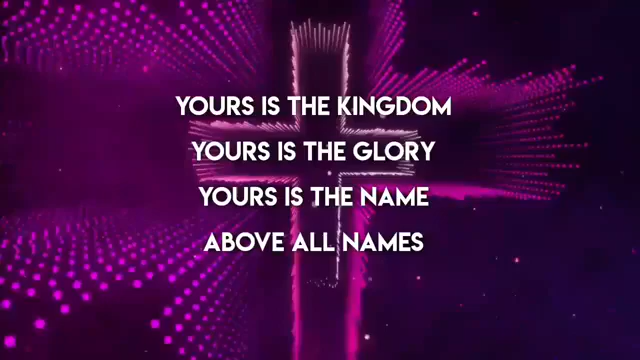 YOURS IS THE KINGDOM
YOURS IS THE GLORY
YOURS IS THE NAME
ABOVE ALL NAMES